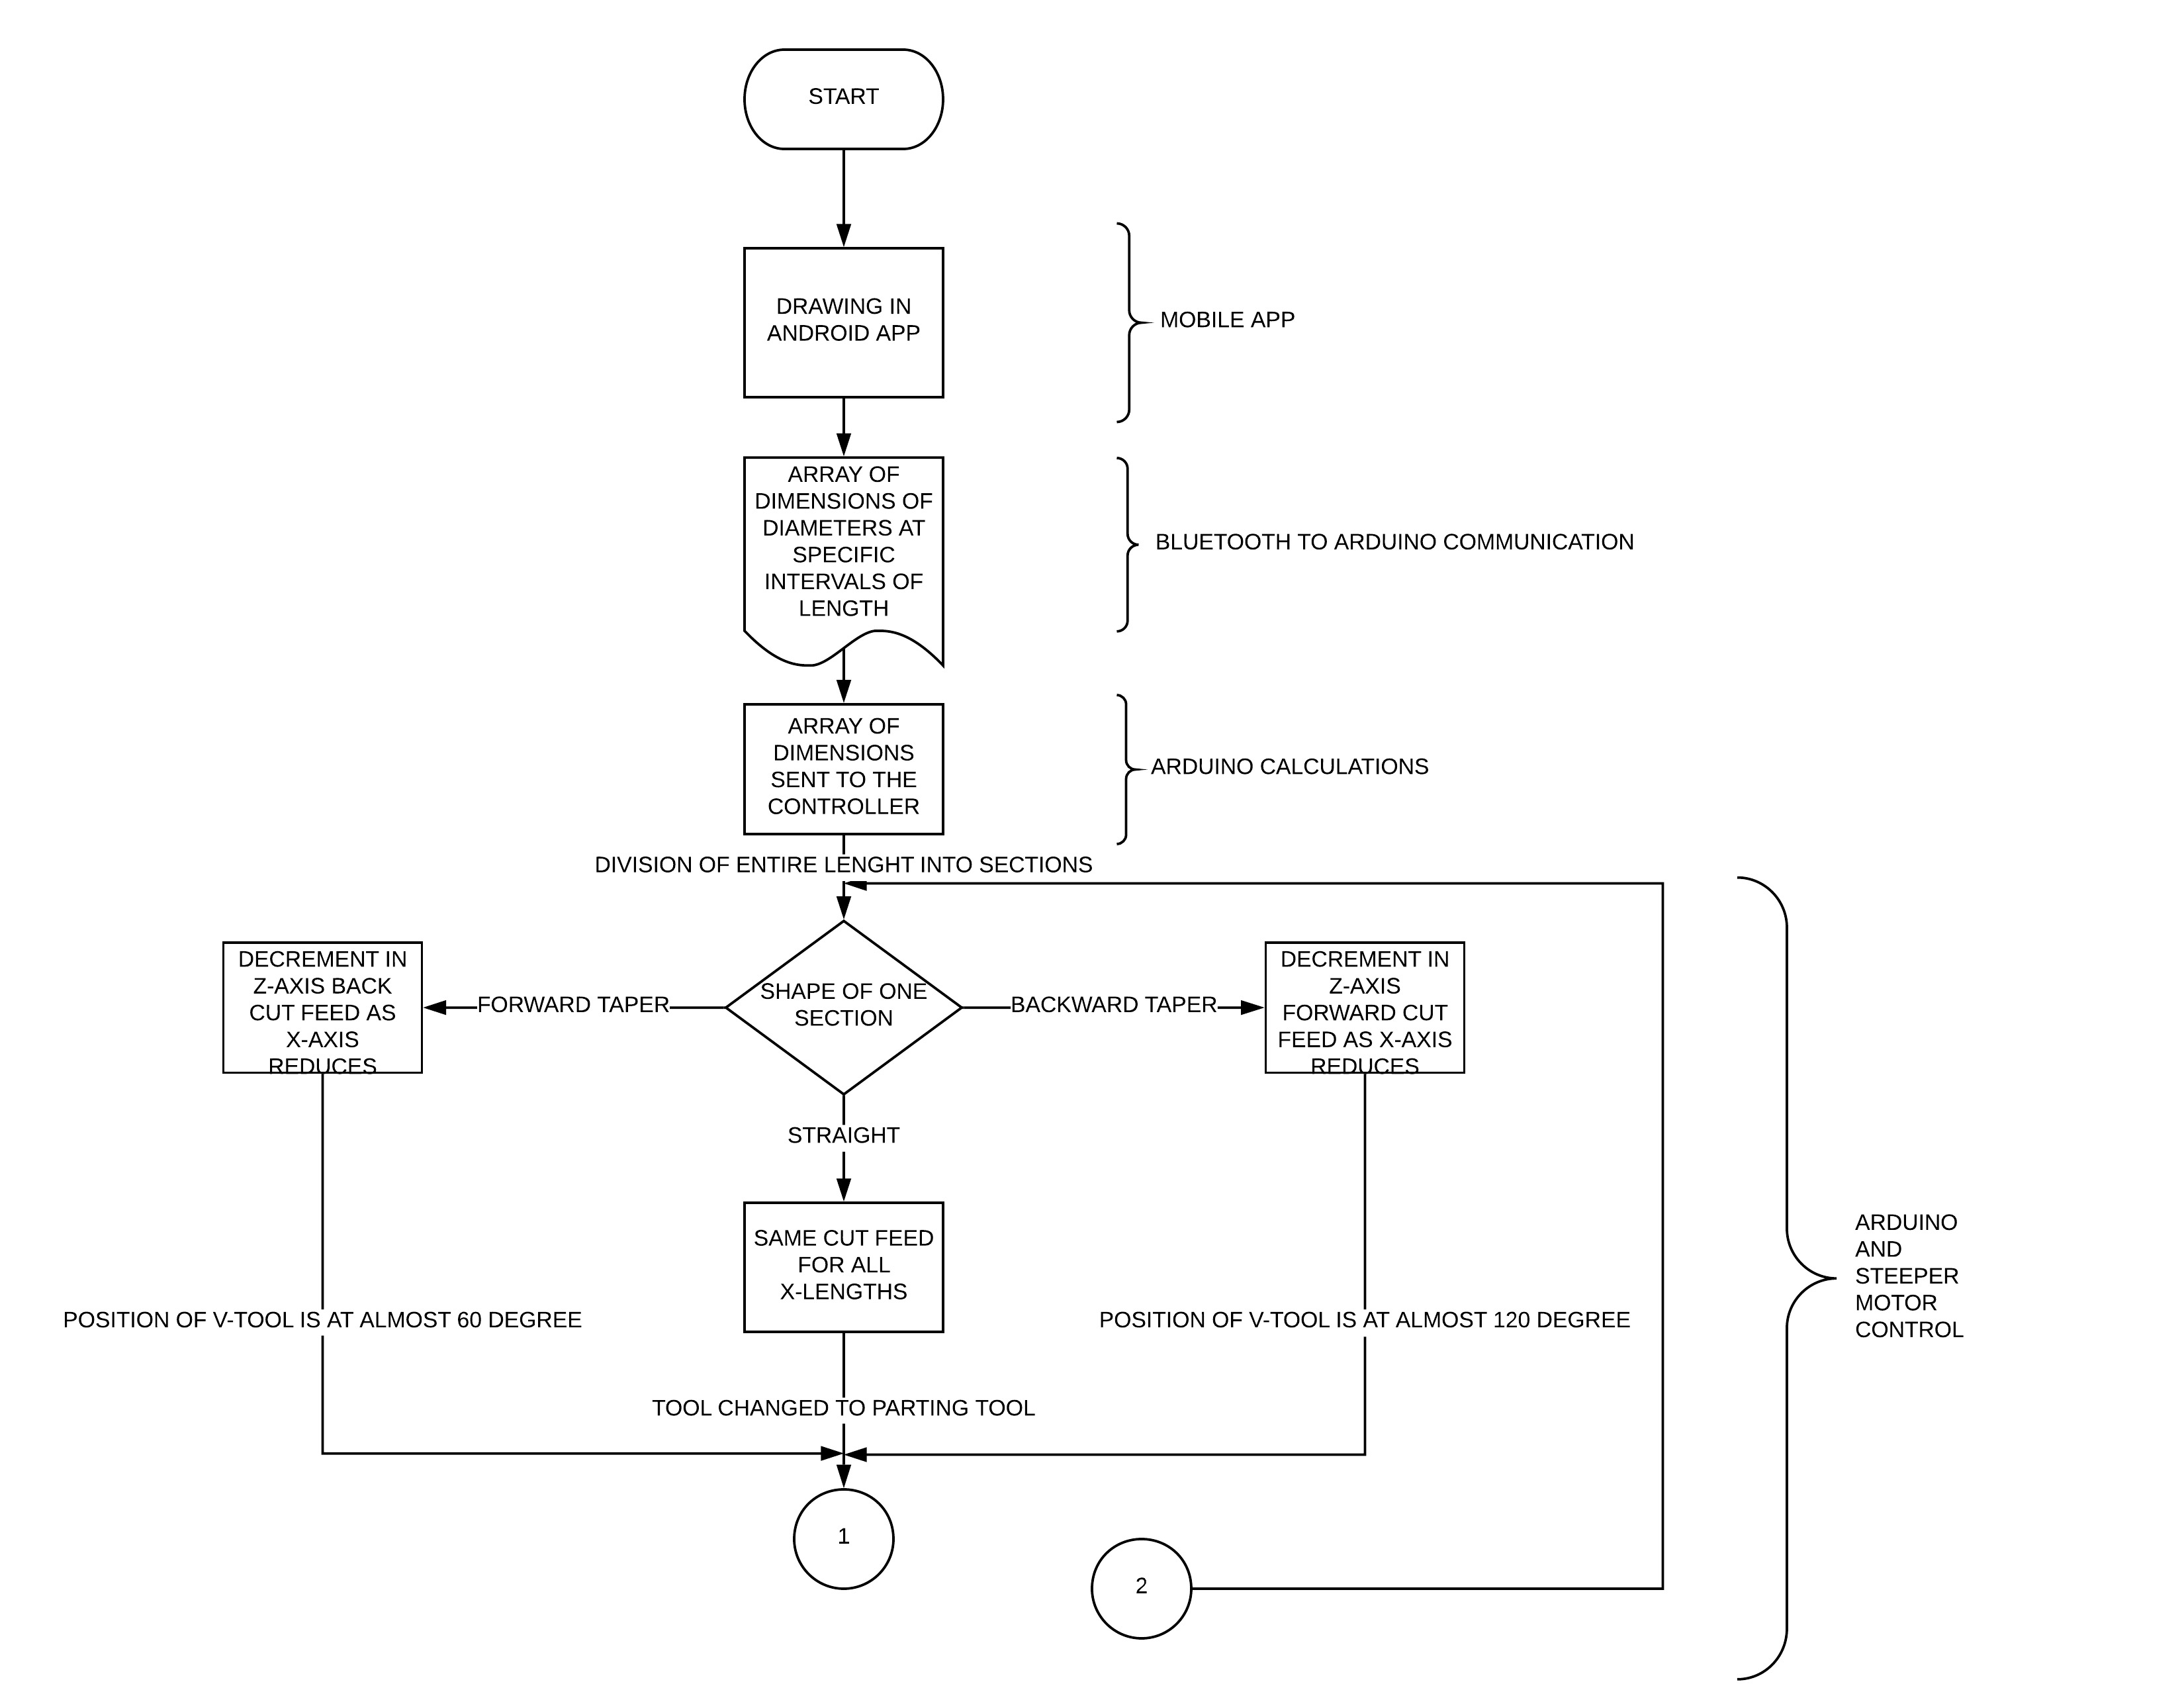 START
DRAWING IN
ANDROID APP
MOBILE APP
ARRAY OF
DIMENSIONS OF
DIAMETERS AT
SPECIFIC
INTERVALS OF
LENGTH
BLUETOOTH TO ARDUINO COMMUNICATION
ARRAY OF
DIMENSIONS
SENT TO THE
CONTROLLER
ARDUINO CALCULATIONS
DIVISION OF ENTIRE LENGHT INTO SECTIONS
DECREMENT IN
Z-AXIS BACK
CUT FEED AS
X-AXIS
REDUCES
FORWARD TAPER
SHAPE OF ONE
SECTION
BACKWARD TAPER
DECREMENT IN
Z-AXIS
FORWARD CUT
FEED AS X-AXIS
REDUCES
STRAIGHT
SAME CUT FEED
FOR ALL
X-LENGTHS
ARDUINO
AND
STEEPER
MOTOR
CONTROL
POSITION OF V-TOOL IS AT ALMOST 60 DEGREE
POSITION OF V-TOOL IS AT ALMOST 120 DEGREE
TOOL CHANGED TO PARTING TOOL
1
2